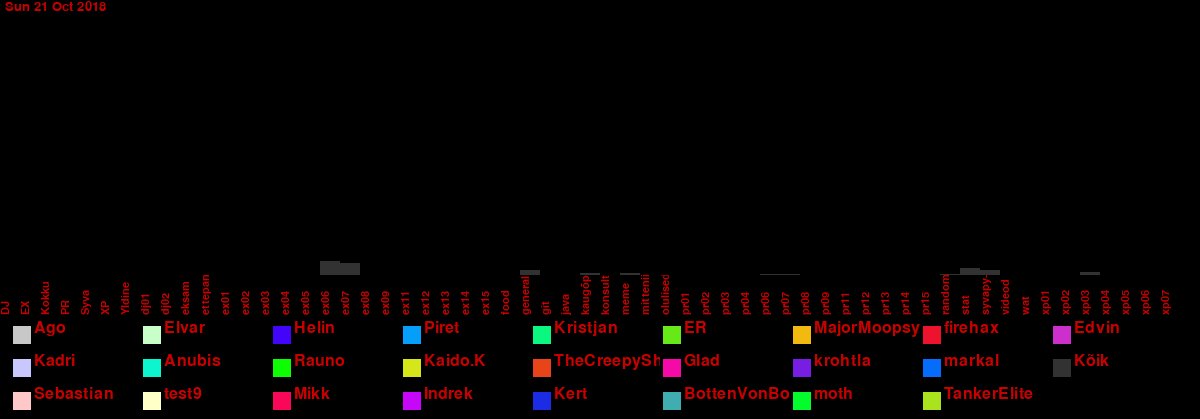 Sun 21 Oct 2018
DJ
EX
Kokku
PR
Syva
XP
Yldine
dj01
dj02
eksam
ettepan
ex01
ex02
ex03
ex04
ex05
ex06
ex07
ex08
ex09
ex11
ex12
ex13
ex14
ex15
food
general
git
java
kaugõp
konsult
meme
mittenii
olulised
pr01
pr02
pr03
pr04
pr06
pr07
pr08
pr09
pr11
pr12
pr13
pr14
pr15
random
stat
syvapy-
videod
wat
xp01
xp02
xp03
xp04
xp05
xp06
xp07
Ago Elvar Helin Piret Kristjan ER MajorMoopsy firehax Edvin
Kadri Anubis Rauno Kaido.K TheCreepySh Glad krohtla markal Kõik
Sebastian test9 Mikk Indrek Kert BottenVonBo moth TankerElite